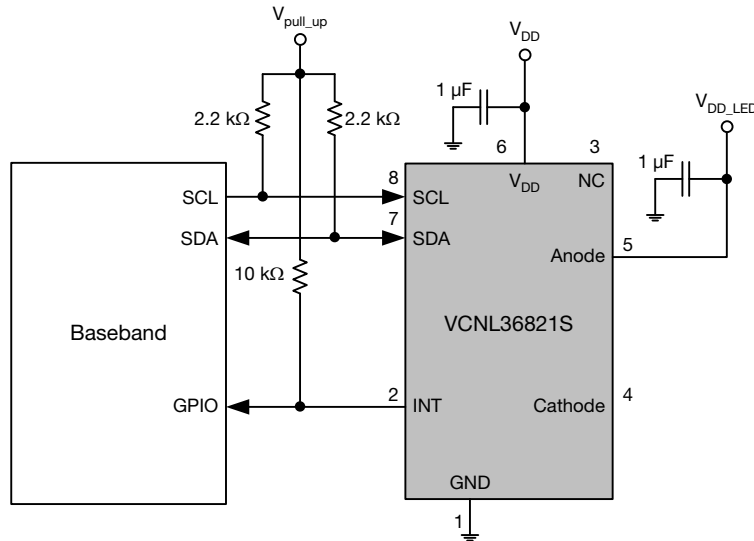 V_pull_up
V_DD
1 µF
V_DD_LED
2.2 kΩ
2.2 kΩ
6
3
1 µF
8
V_DD
NC
SCL
SCL
7
SDA
SDA
5
Anode
10 kΩ
VCNL36821S
Baseband
2
4
GPIO
INT
Cathode
GND
1